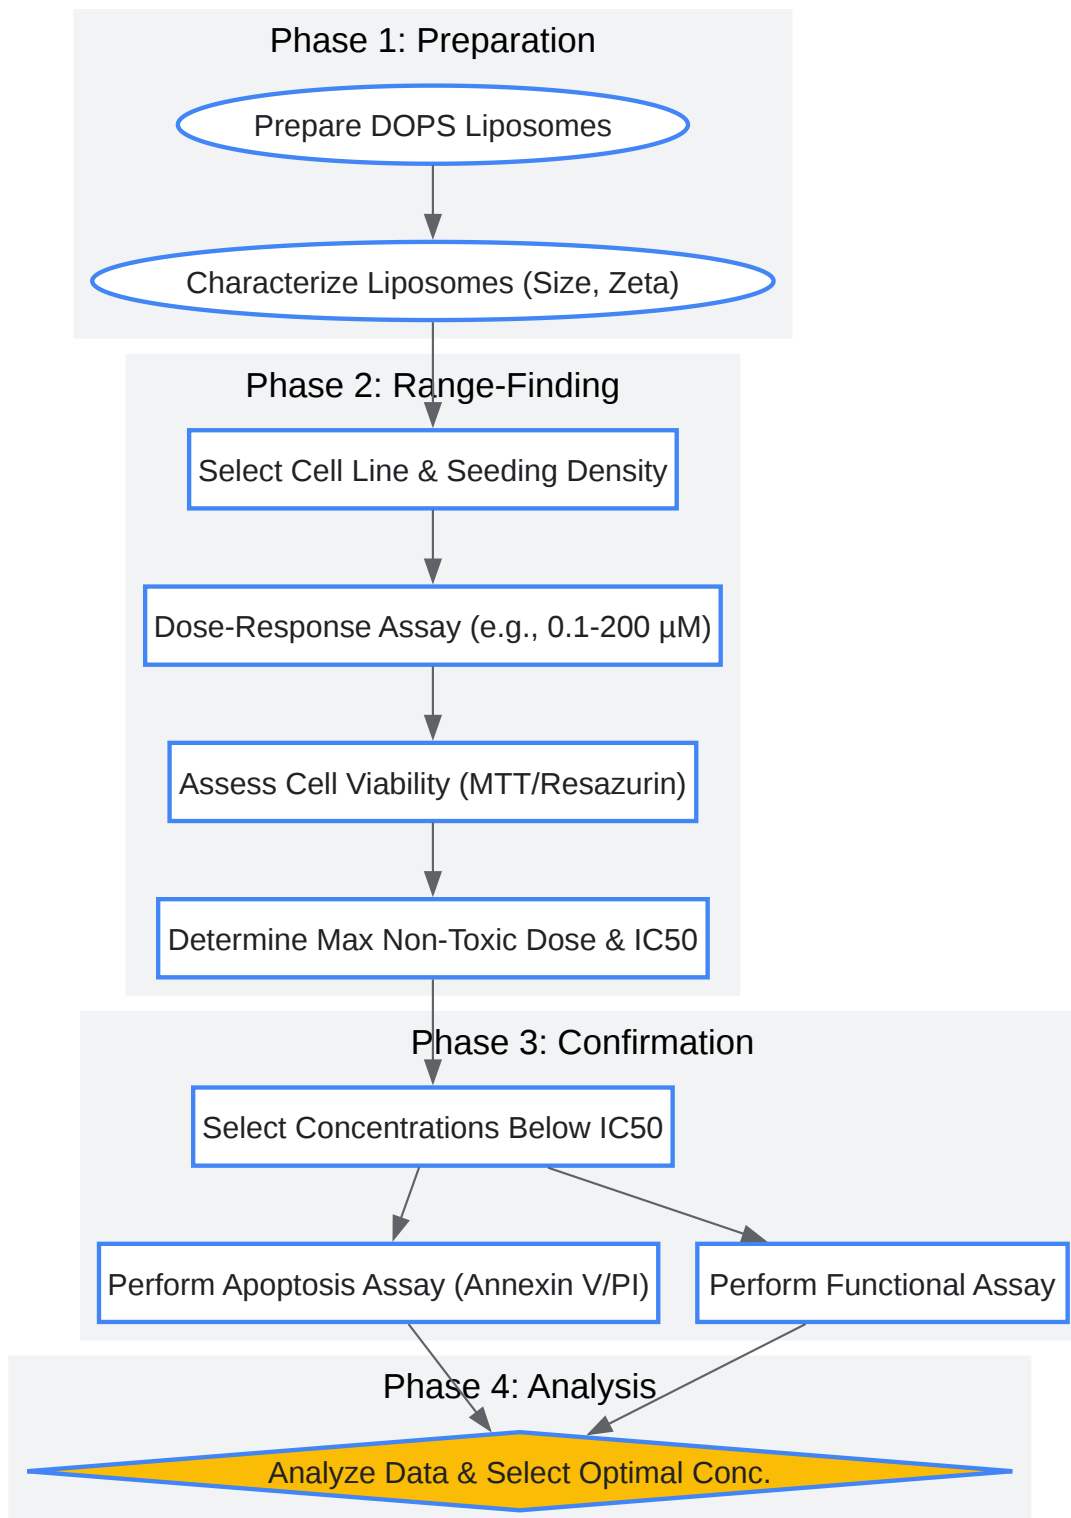 Phase 1: Preparation
Prepare DOPS Liposomes
Characterize Liposomes (Size, Zeta)
Phase 2: Range-Finding
Select Cell Line & Seeding Density
Dose-Response Assay (e.g., 0.1-200 µM)
Assess Cell Viability (MTT/Resazurin)
Determine Max Non-Toxic Dose & IC50
Phase 3: Confirmation
Select Concentrations Below IC50
Perform Apoptosis Assay (Annexin V/PI)
Perform Functional Assay
Phase 4: Analysis
Analyze Data & Select Optimal Conc.